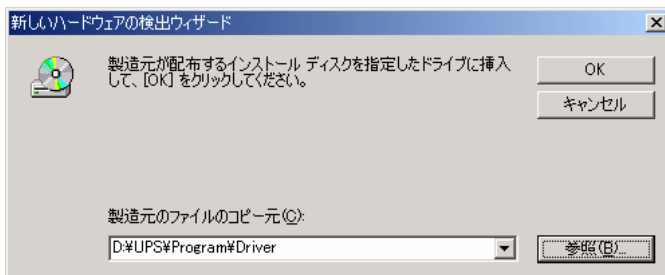 新しいハードウェアの検出ウィザード
製造元が配布するインストール ディスクを指定したドライブに挿入
して、[OK] をクリックしてください。
OK
キャンセル
製造元のファイルのコピー元(C):
D:¥UPS¥Program¥Driver
参照(B)...